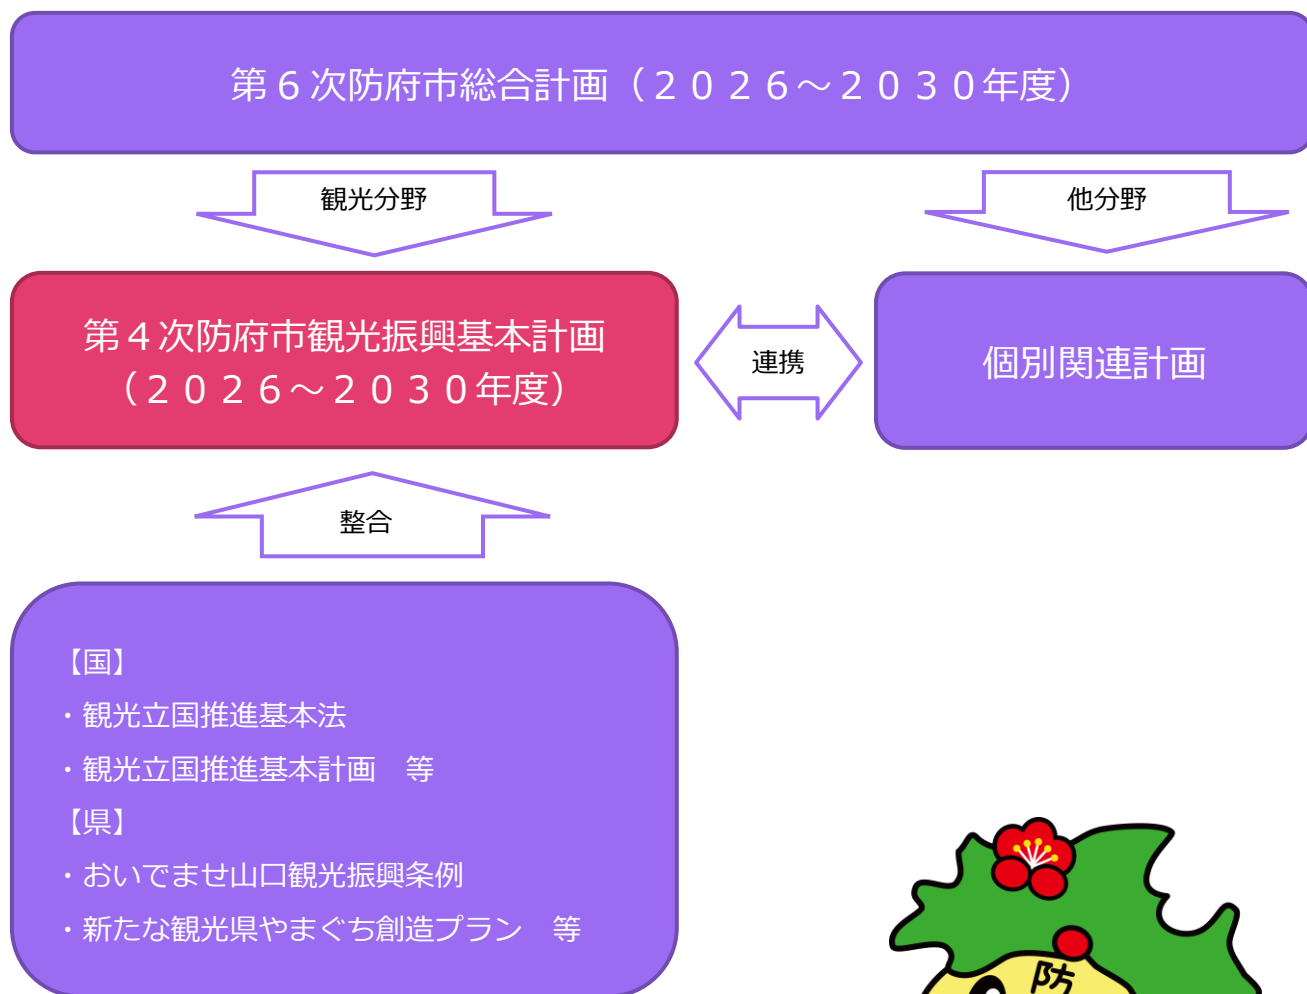 第６次防府市総合計画（２０２６～２０３０年度）
観光分野
他分野
第４次防府市観光振興基本計画
（２０２６～２０３０年度）
連携
個別関連計画
整合
【国】
・観光立国推進基本法
・観光立国推進基本計画　等
【県】
・おいでませ山口観光振興条例
・新たな観光県やまぐち創造プラン　等
防